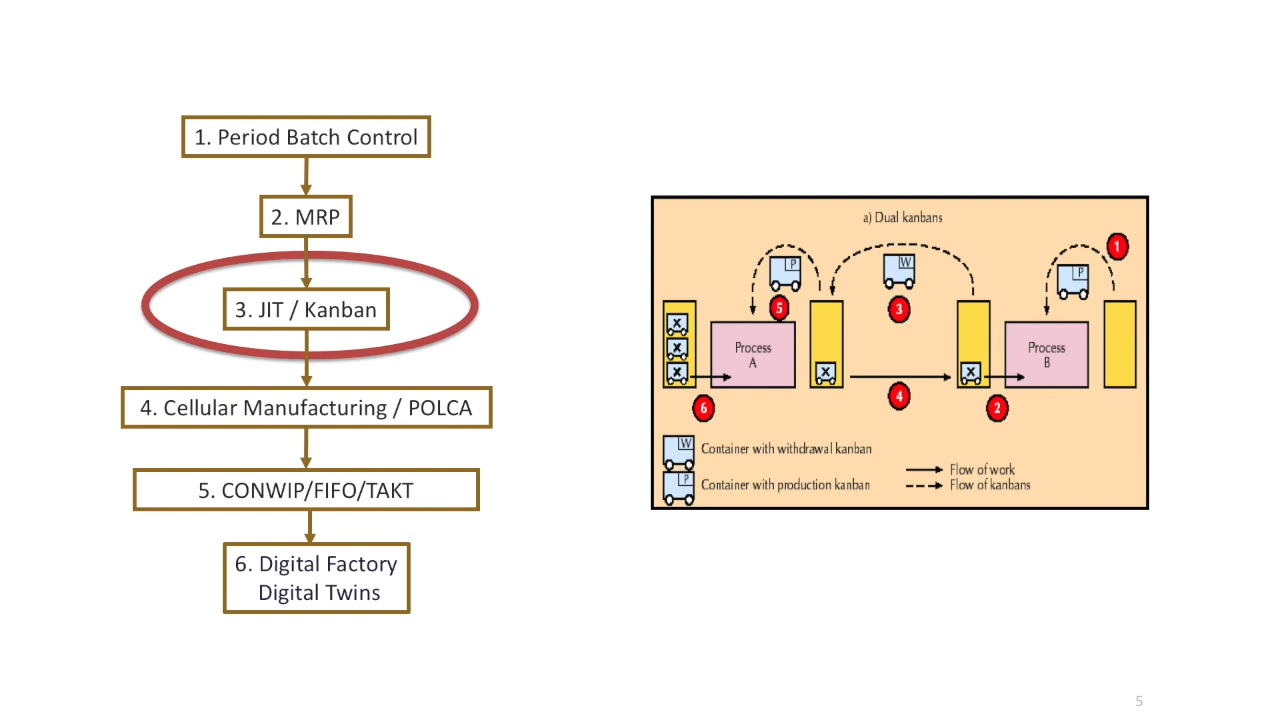 1. Period Batch Control
2. MRP
3. JIT / Kanban
4. Cellular Manufacturing / POLCA
5. CONWIP/FIFO/TAKT
6. Digital Factory
Digital Twins
a) Dual kanbans
1
P
W
P
5
3
X
X
X
Process
A
X
X
Process
B
6
4
2
W
Container with withdrawal kanban
P
Container with production kanban
Flow of work
Flow of kanbans
5